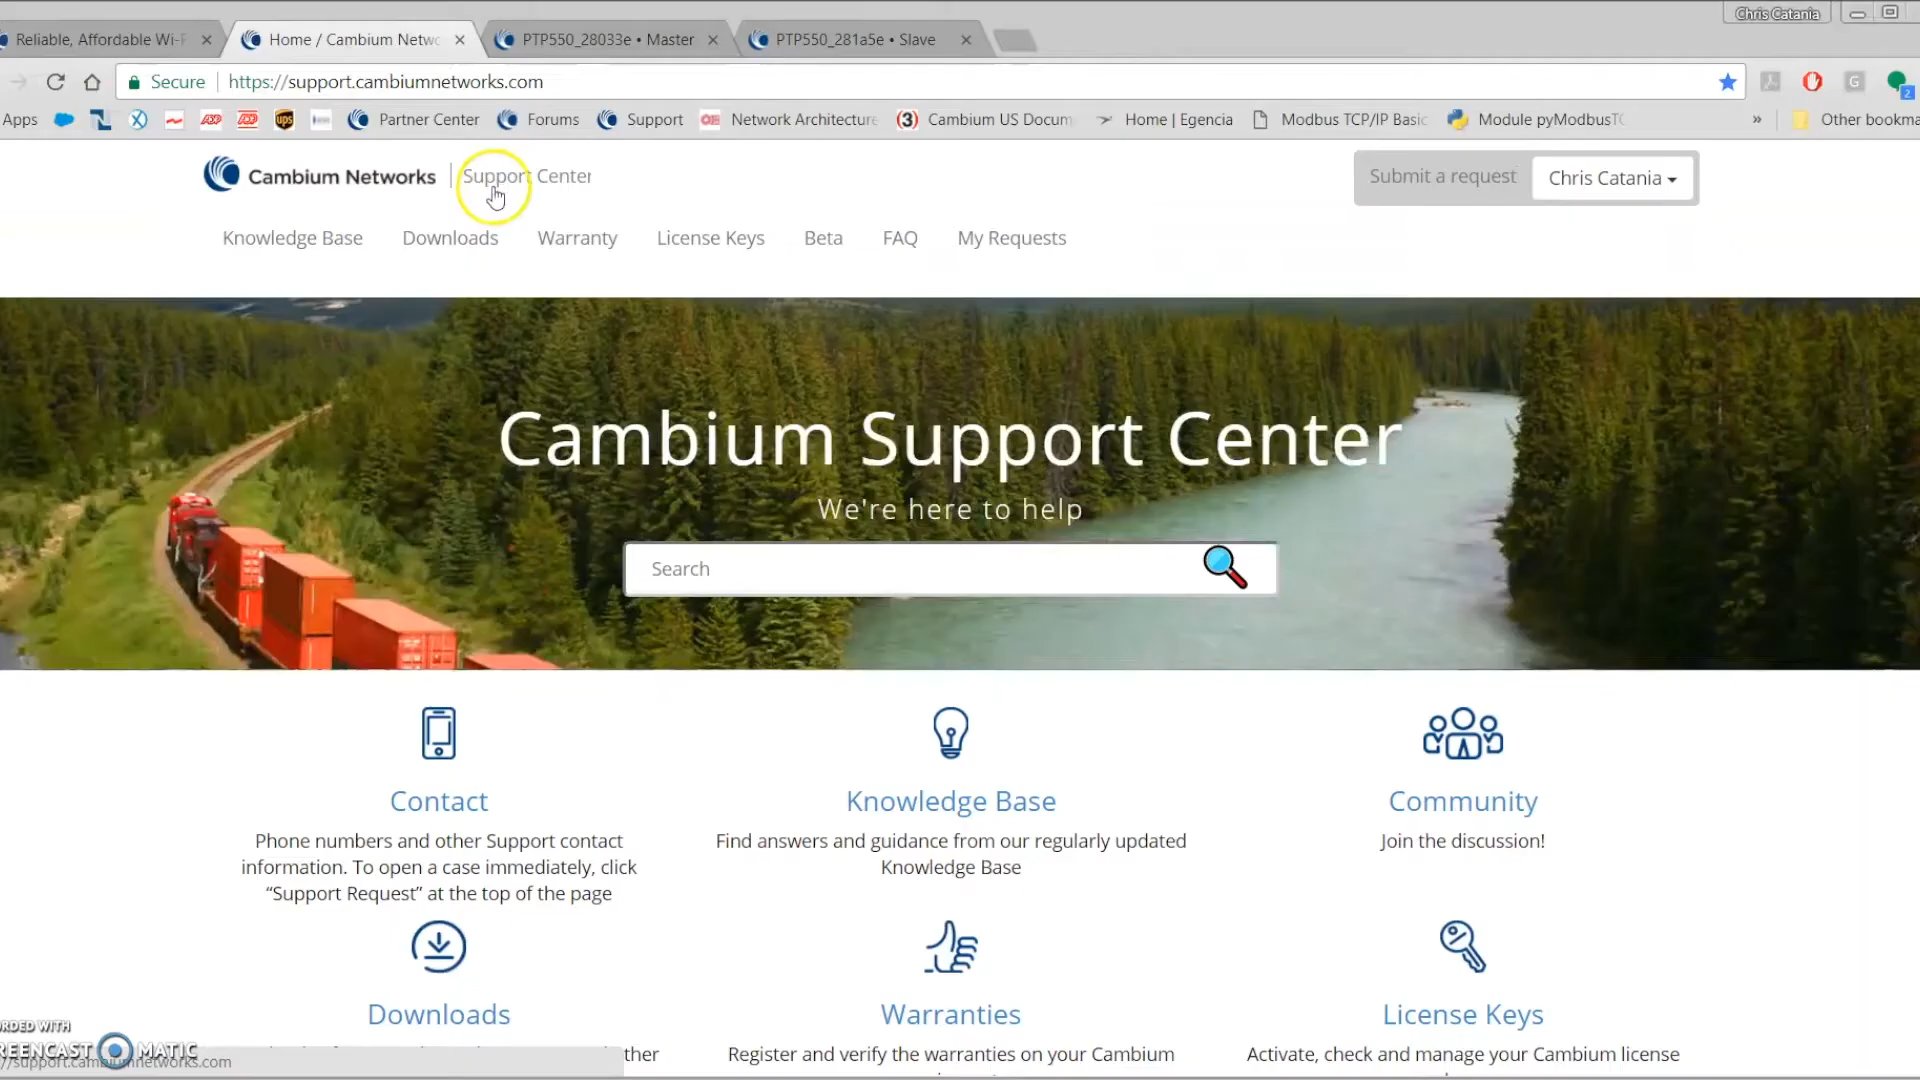 Chris Catania
Reliable, Affordable Wi-F
Home / Cambium Netwo
PTP550_28033e • Master
PTP550_281a5e • Slave
Secure
https://support.cambiumnetworks.com
Apps
Partner Center
Forums
Support
Network Architecture
Cambium US Docum
Home | Egencia
Modbus TCP/IP Basic
Module pyModbusTC
»
Other bookma
Cambium Networks
Support Center
Submit a request
Chris Catania
Knowledge Base
Downloads
Warranty
License Keys
Beta
FAQ
My Requests
Cambium Support Center
We're here to help
Search
Contact
Knowledge Base
Community
Phone numbers and other Support contact
information. To open a case immediately, click
“Support Request” at the top of the page
Find answers and guidance from our regularly updated
Knowledge Base
Join the discussion!
Downloads
Warranties
License Keys
ther
Register and verify the warranties on your Cambium
Activate, check and manage your Cambium license
RDED WITH
REENCAST MATIC
//support.cambiumnetworks.com